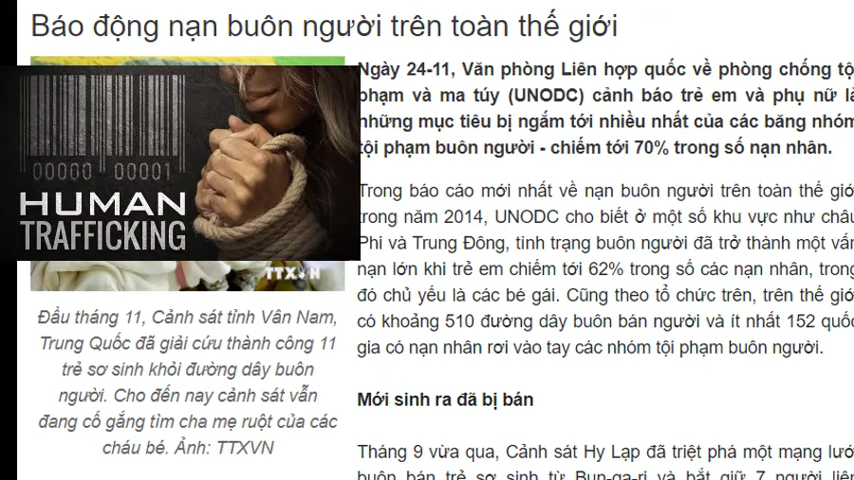 Báo động nạn buôn người trên toàn thế giới
00000 00001
HUMAN
TRAFFICKING
TTXVN
Đầu tháng 11, Cảnh sát tỉnh Vân Nam,
Trung Quốc đã giải cứu thành công 11
trẻ sơ sinh khỏi đường dây buôn
người. Cho đến nay cảnh sát vẫn
đang cố gắng tìm cha mẹ ruột của các
cháu bé. Ảnh: TTXVN
Ngày 24-11, Văn phòng Liên hợp quốc về phòng chống
phạm và ma túy (UNODC) cảnh báo trẻ em và phụ nữ
những mục tiêu bị ngắm tới nhiều nhất của các băng nhóm
tội phạm buôn người - chiếm tới 70% trong số nạn nhân.
Trong báo cáo mới nhất về nạn buôn người trên toàn thế
trong năm 2014, UNODC cho biết ở một số khu vực như châu
Phi và Trung Đông, tình trạng buôn người đã trở thành một
nạn lớn khi trẻ em chiếm tới 62% trong số các nạn nhân, trong
đó chủ yếu là các bé gái. Cũng theo tổ chức trên, trên thế
có khoảng 510 đường dây buôn bán người và ít nhất 152 quốc
gia có nạn nhân rơi vào tay các nhóm tội phạm buôn người.
Mới sinh ra đã bị bán
Tháng 9 vừa qua, Cảnh sát Hy Lạp đã triệt phá một mạng
buôn bán trẻ sơ sinh từ Bun-ga-ri và bắt giữ 7 người